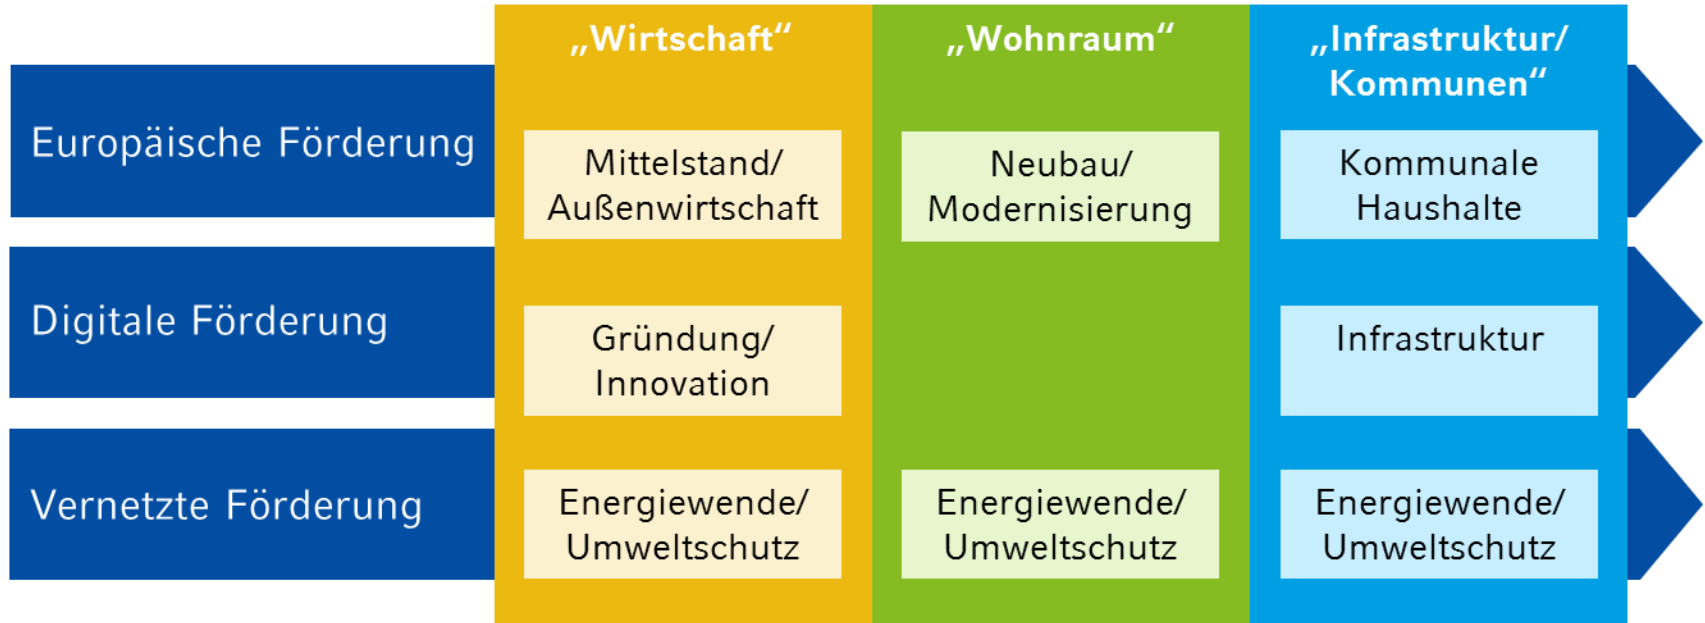 „Wirtschaft“
„Wohnraum“
„Infrastruktur/
Kommunen“
Europäische Förderung
Mittelstand/
Außenwirtschaft
Neubau/
Modernisierung
Kommunale
Haushalte
Digitale Förderung
Gründung/
Innovation
Infrastruktur
Vernetzte Förderung
Energiewende/
Umweltschutz
Energiewende/
Umweltschutz
Energiewende/
Umweltschutz